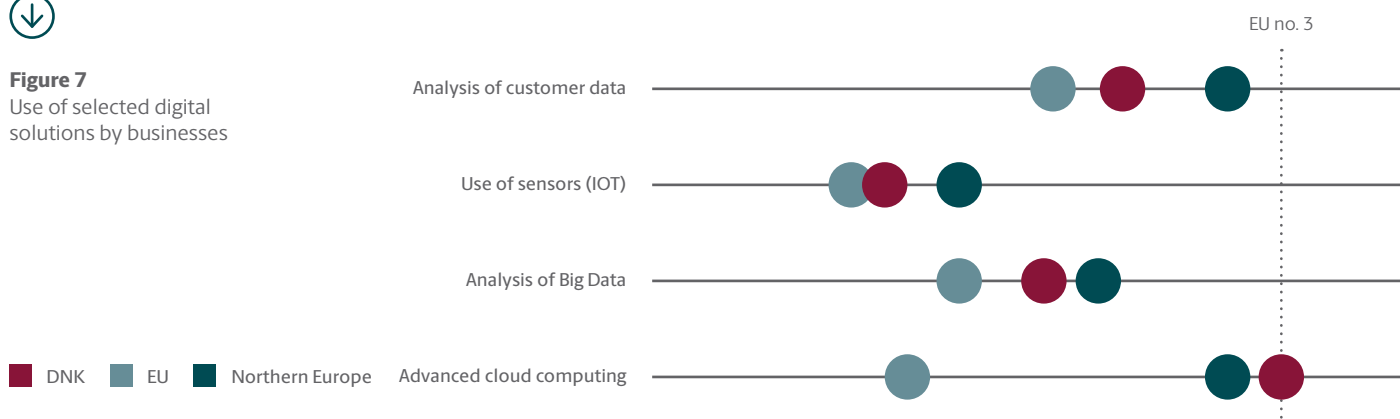 EU no. 3
Figure 7
Use of selected digital
solutions by businesses
Analysis of customer data
Use of sensors (IOT)
Analysis of Big Data
Advanced cloud computing
DNK
EU
Northern Europe